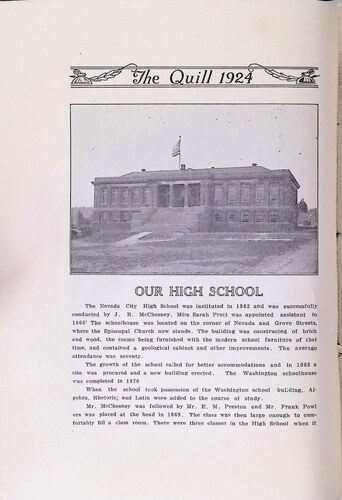 The Quill 1924
OUR HIGH SCHOOL
The Nevada City High School was instituted in 1862 and was successfully
conducted by J. B. McChesney. Miss Sarah Pratt was appointed assistant in
1866' The schoolhouse was located on the corner of Nevada and Grove Streets,
where the Episcopal Church now stands. The building was constructed of brick
and wood, the rooms being furnished with the modern school furniture of that
time, and contained a geological cabinet and other improvements. The average
attendance was seventy.
The growth of the school called for better accommodations and in 1868 a
site was procured and a new building erected. The Washington schoolhouse
was completed in 1876
When the school took possession of the Washington school building, Al-
gebra, Rhetoric; and Latin were added to the course of study.
Mr. McChesney was followed by Mr. E. M. Preston and Mr. Frank Powl
ers was placed at the head in 1869. The class was then large enough to com-
fortably fill a class room. There were three classes in the High School when R